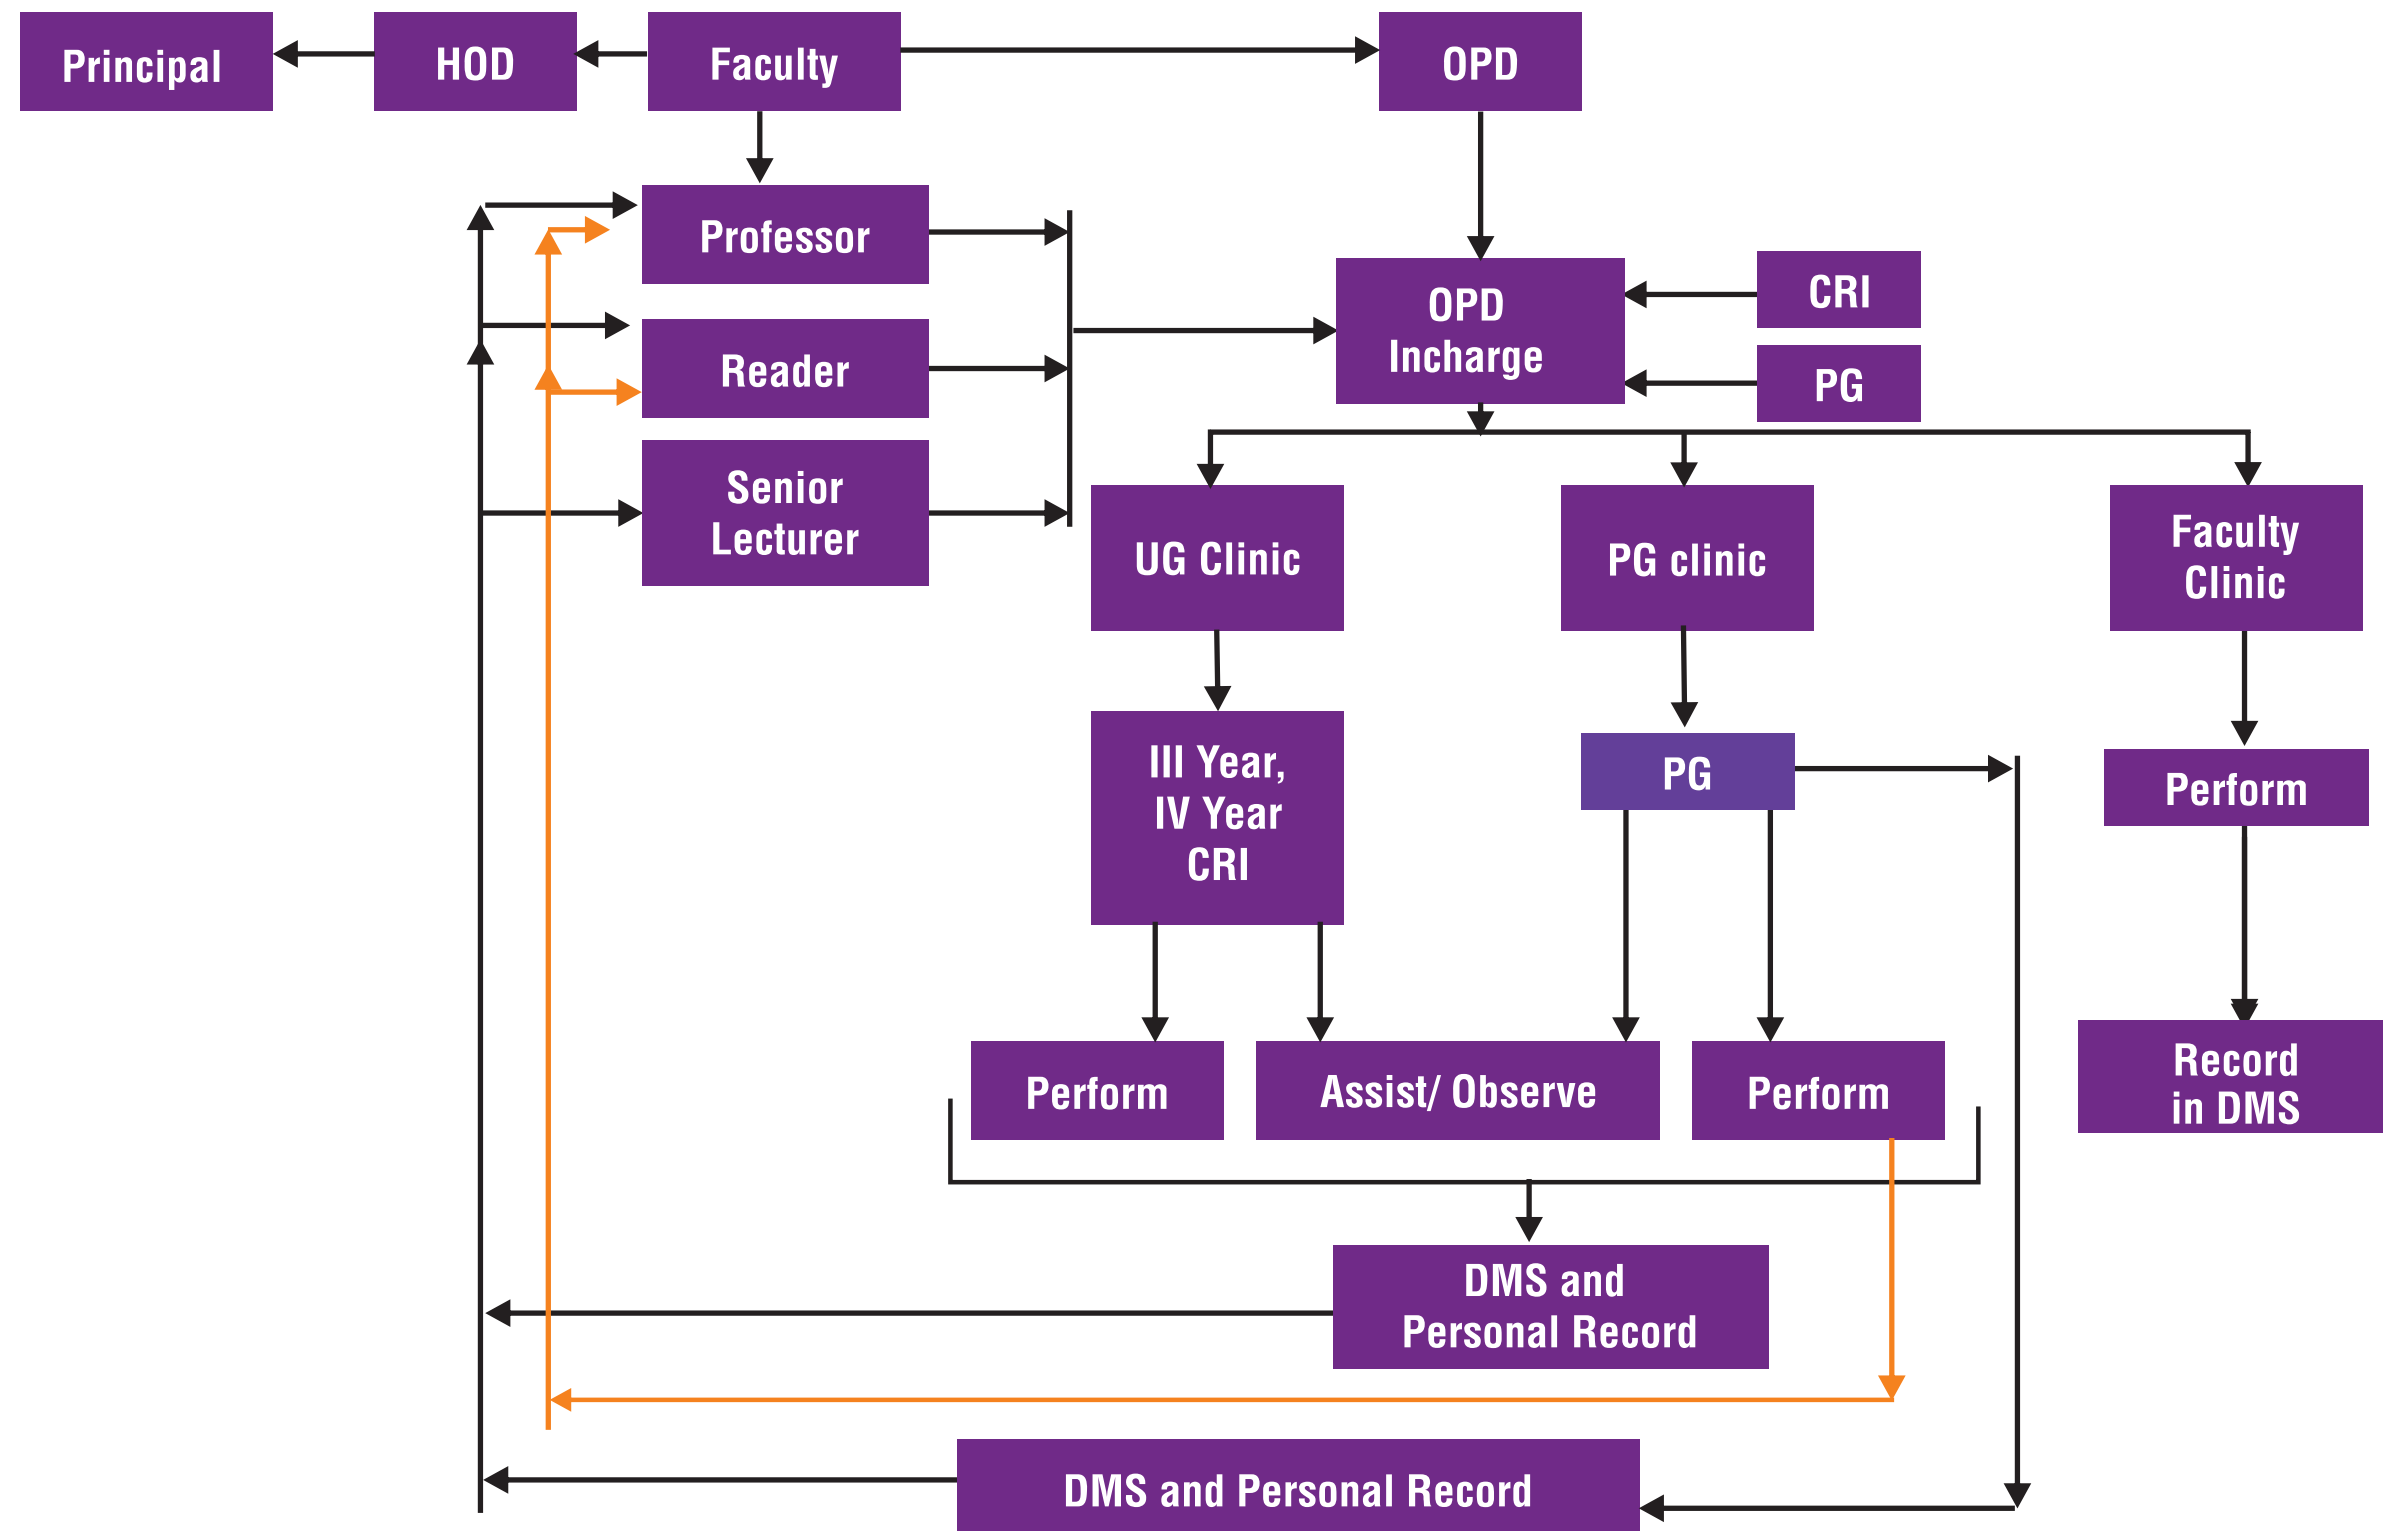 Principal
HOD
Faculty
OPD
Professor
Reader
Senior
Lecturer
OPD
Incharge
CRI
PG
UG Clinic
PG clinic
Faculty
Clinic
III Year,
IV Year
CRI
PG
Perform
Perform
Assist/ Observe
Perform
Record
in DMS
DMS and
Personal Record
DMS and Personal Record